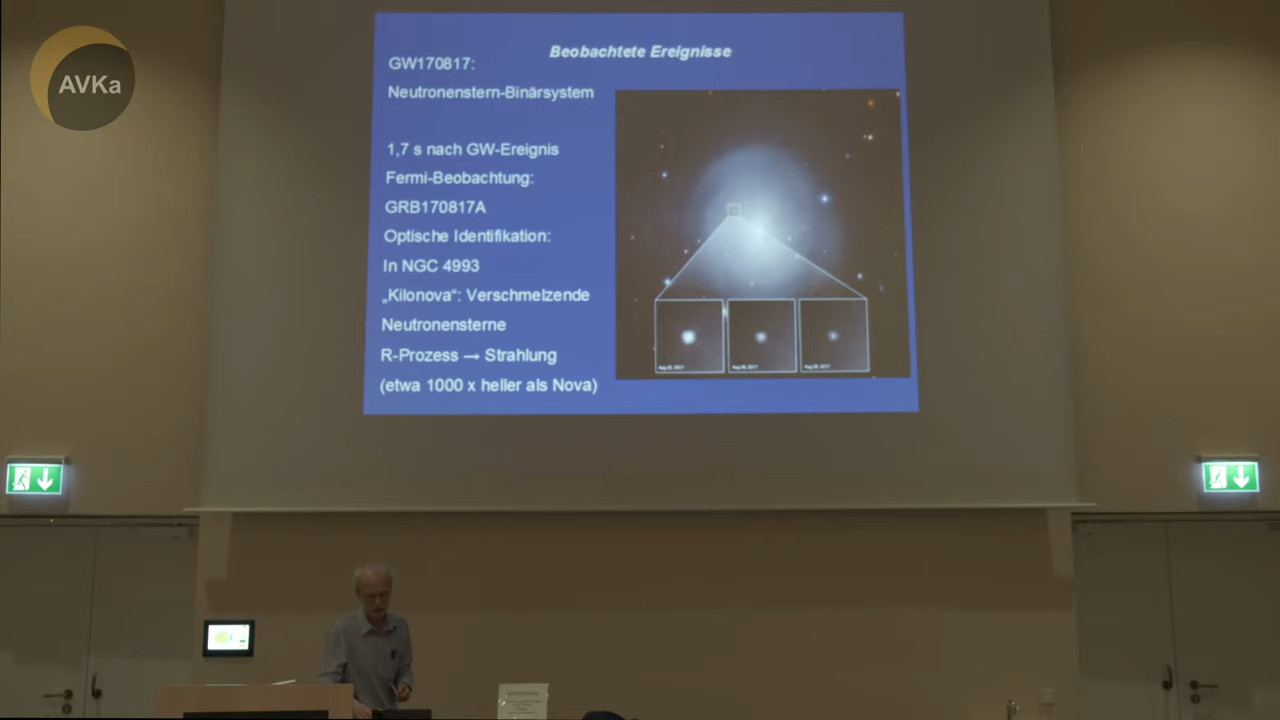 AVKa
Beobachtete Ereignisse
GW170817:
Neutronenstern-Binärsystem
1,7 s nach GW-Ereignis
Fermi-Beobachtung:
GRB170817A
Optische Identifikation:
In NGC 4993
„Kilonova“: Verschmelzende
Neutronensterne
R-Prozess → Strahlung
(etwa 1000 x heller als Nova)